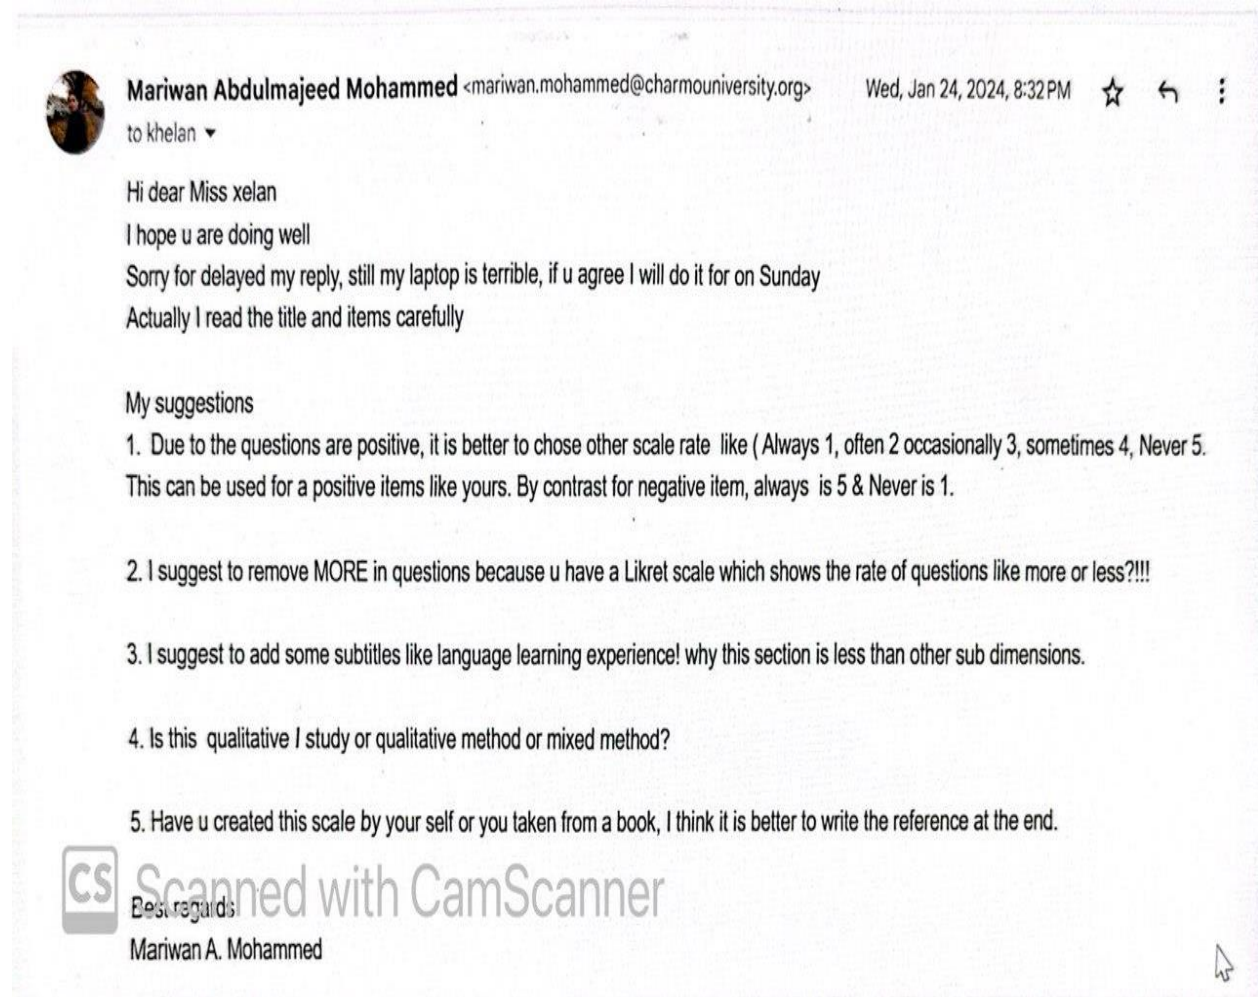 Mariwan Abdulmajeed Mohammed <mariwan.mohammed@charmouniversity.org> Wed, Jan 24, 2024, 8:32 PM
to khelan
Hi dear Miss xelan
I hope u are doing well
Sorry for delayed my reply, still my laptop is terrible, if u agree I will do it for on Sunday
Actually I read the title and items carefully
My suggestions
1. Due to the questions are positive, it is better to chose other scale rate like ( Always 1, often 2 occasionally 3, sometimes 4, Never 5.
This can be used for a positive items like yours. By contrast for negative item, always is 5 & Never is 1.
2. I suggest to remove MORE in questions because u have a Likret scale which shows the rate of questions like more or less?!!!
3. I suggest to add some subtitles like language learning experience! why this section is less than other sub dimensions.
4. Is this qualitative I study or qualitative method or mixed method?
5. Have u created this scale by your self or you taken from a book, I think it is better to write the reference at the end.
CS Scanned with CamScanner
Best regards
Mariwan A. Mohammed